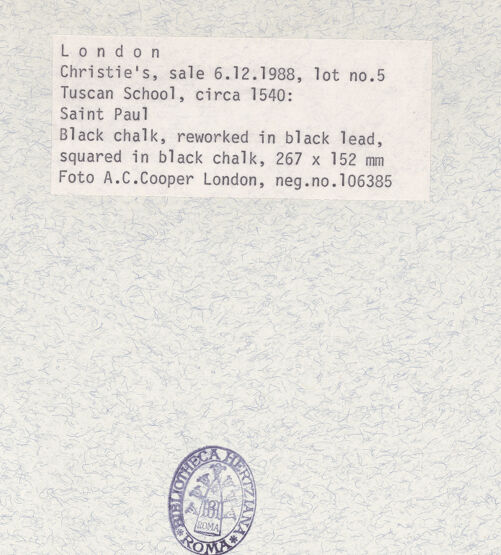 L o n d o n
Christie's, sale 6.12.1988, lot no.5
Tuscan School, circa 1540:
Saint Paul
Black chalk, reworked in black lead,
squared in black chalk, 267 x 152 mm
Foto A.C.Cooper London, neg.no.106385
BIBLIOTHECA HERTZIANA
ROMA
* ROMA *